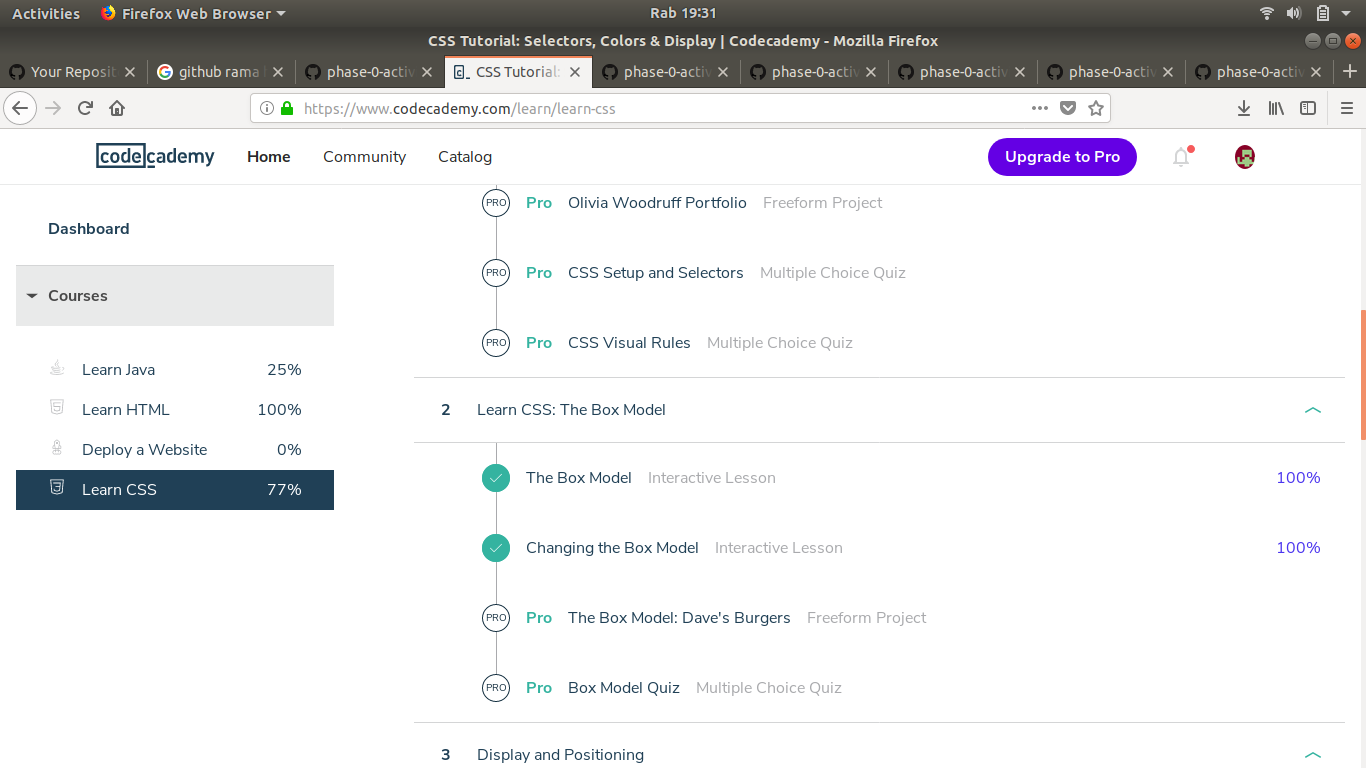 Activities Firefox Web Browser Rab 19:31
CSS Tutorial: Selectors, Colors & Display | Codecademy - Mozilla Firefox
Your Reposit github rama phase-0-activ CSS Tutorial: phase-0-activ phase-0-activ phase-0-activ phase-0-activ phase-0-activ
https://www.codecademy.com/learn/learn-css
codecademy Home Community Catalog Upgrade to Pro
Dashboard
Courses
Learn Java 25%
Learn HTML 100%
Deploy a Website 0%
Learn CSS 77%
PRO Pro Olivia Woodruff Portfolio Freeform Project
PRO Pro CSS Setup and Selectors Multiple Choice Quiz
PRO Pro CSS Visual Rules Multiple Choice Quiz
2 Learn CSS: The Box Model
The Box Model Interactive Lesson 100%
Changing the Box Model Interactive Lesson 100%
PRO Pro The Box Model: Dave's Burgers Freeform Project
PRO Pro Box Model Quiz Multiple Choice Quiz
3 Display and Positioning